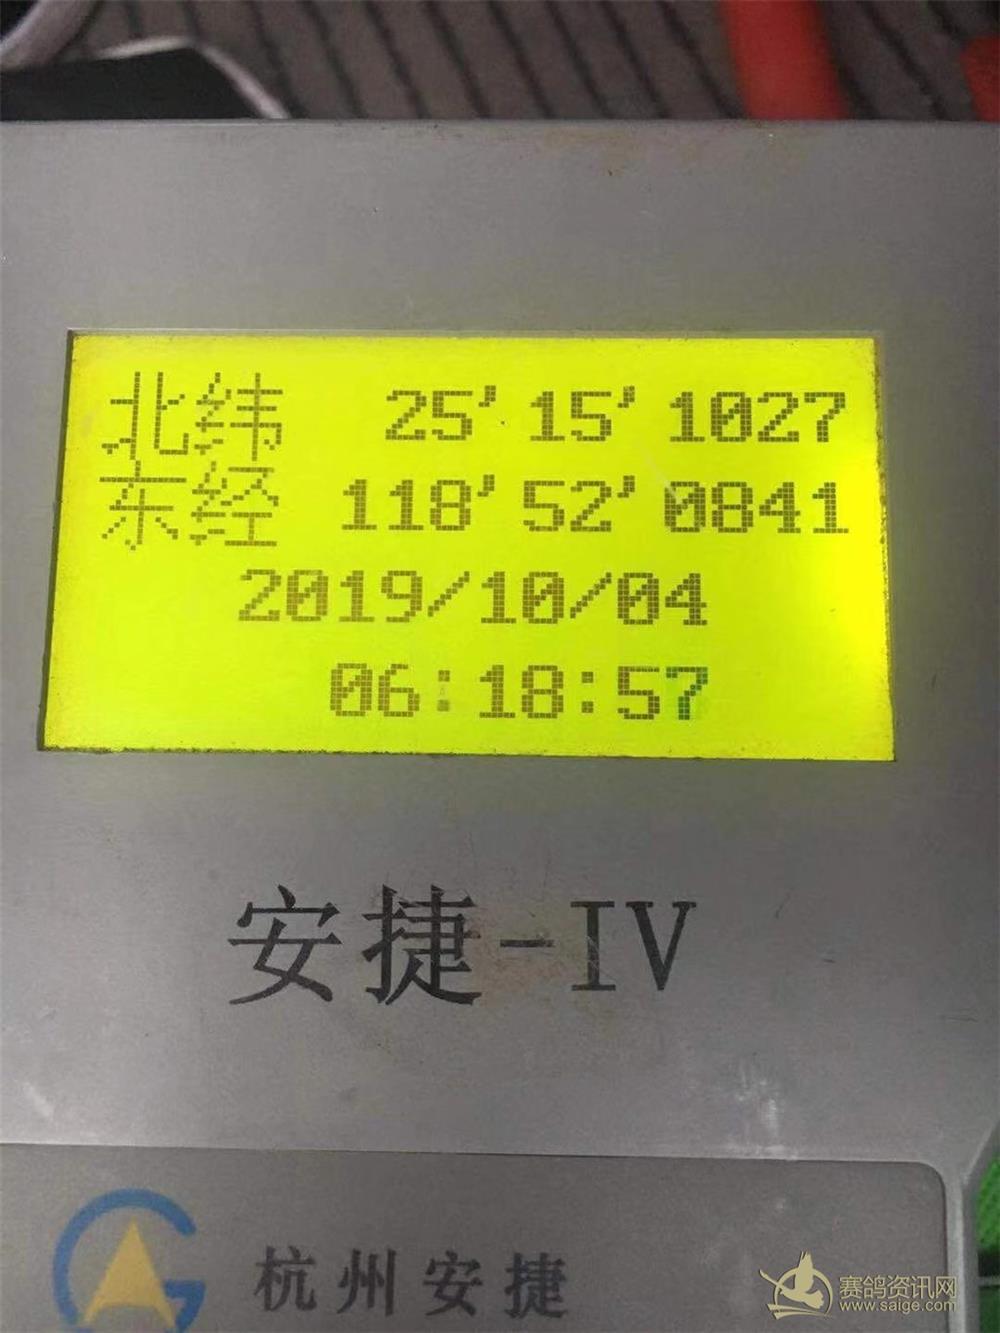 北纬 25' 15' 1027
东经 118' 52' 0841
2019/10/04
06:18:57
安捷-IV
杭州安捷
赛鸽资讯网
www.saige.com